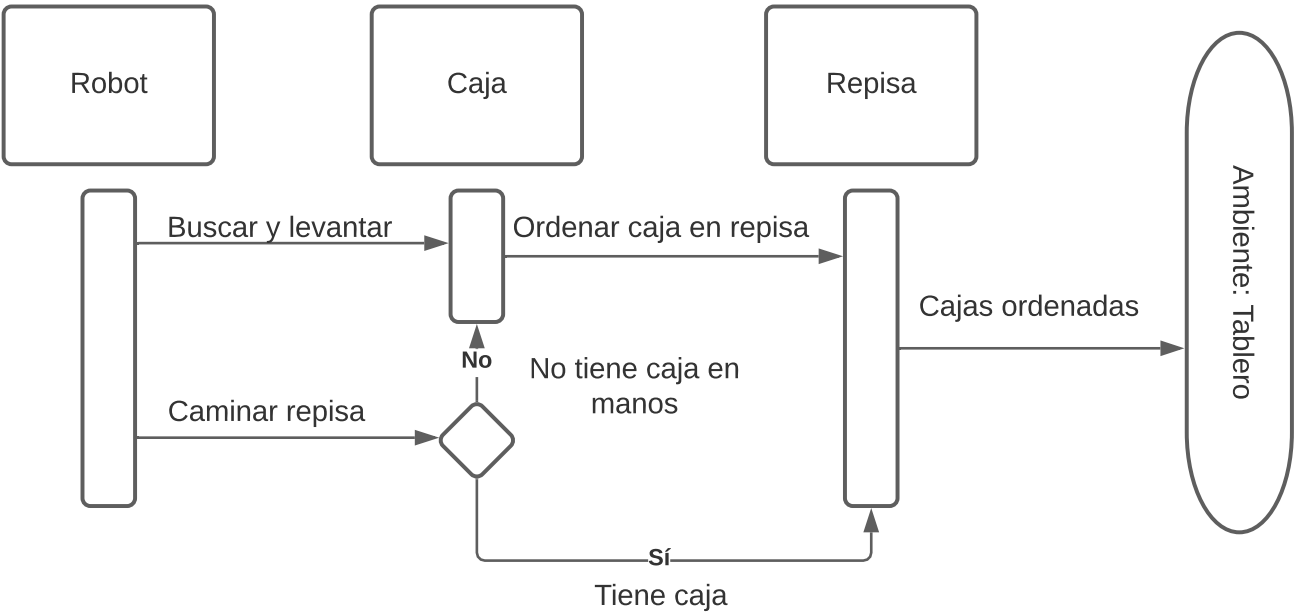 Robot
Caja
Repisa
Buscar y levantar
Ordenar caja en repisa
Cajas ordenadas
Ambiente: Tablero
No
No tiene caja en
manos
Caminar repisa
Sí
Tiene caja